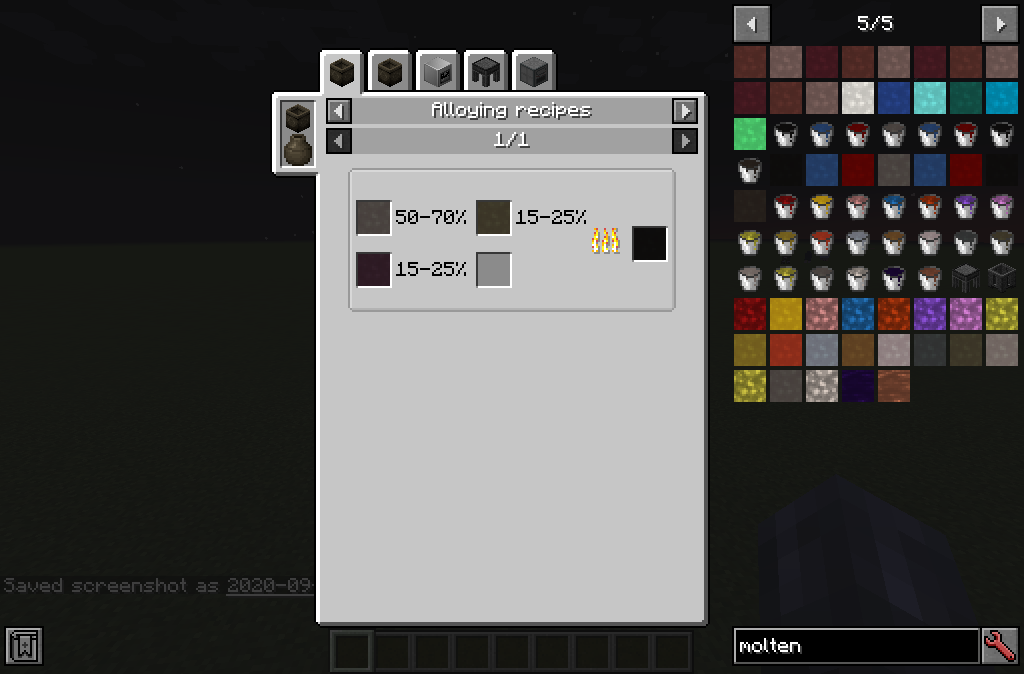 5/5
Alloying recipes
1/1
50-70%
15-25%
15-25%
Saved screenshot as 2020-09-
molten